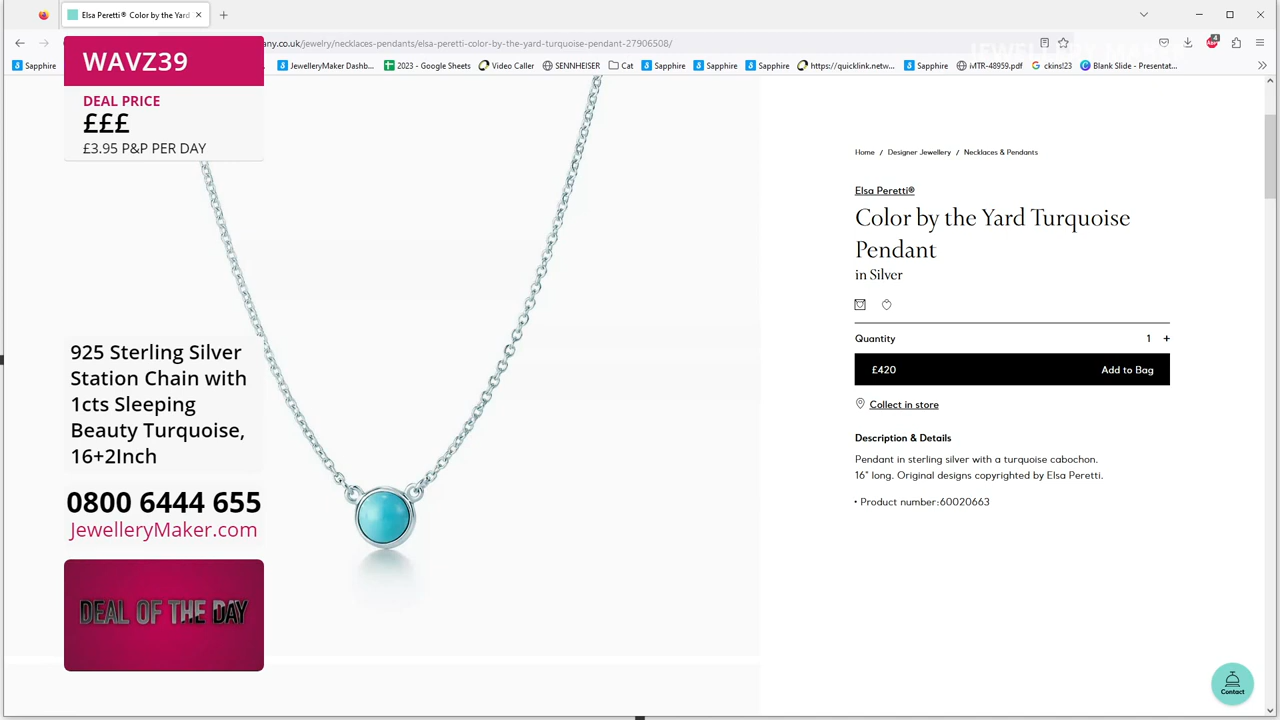 Elsa Peretti® Color by the Yard
any.co.uk/jewelry/necklaces-pendants/elsa-peretti-color-by-the-yard-turquoise-pendant-27906508/
JEWELLERY MAKER
4
Sapphire
JewelleryMaker Dashb...
2023 - Google Sheets
Video Caller
SENNHEISER
Cat
Sapphire
Sapphire
Sapphire
https://quicklink.netw...
Sapphire
iMTR-48959.pdf
ckins!23
Blank Slide - Presentat...
WAVZ39
DEAL PRICE
£££
£3.95 P&P PER DAY
925 Sterling Silver
Station Chain with
1cts Sleeping
Beauty Turquoise,
16+2Inch
0800 6444 655
JewelleryMaker.com
DEAL OF THE DAY
Home / Designer Jewellery / Necklaces & Pendants
Elsa Peretti®
Color by the Yard Turquoise
Pendant
in Silver
Quantity 1 +
£420 Add to Bag
Collect in store
Description & Details
Pendant in sterling silver with a turquoise cabochon.
16" long. Original designs copyrighted by Elsa Peretti.
• Product number:60020663
Contact